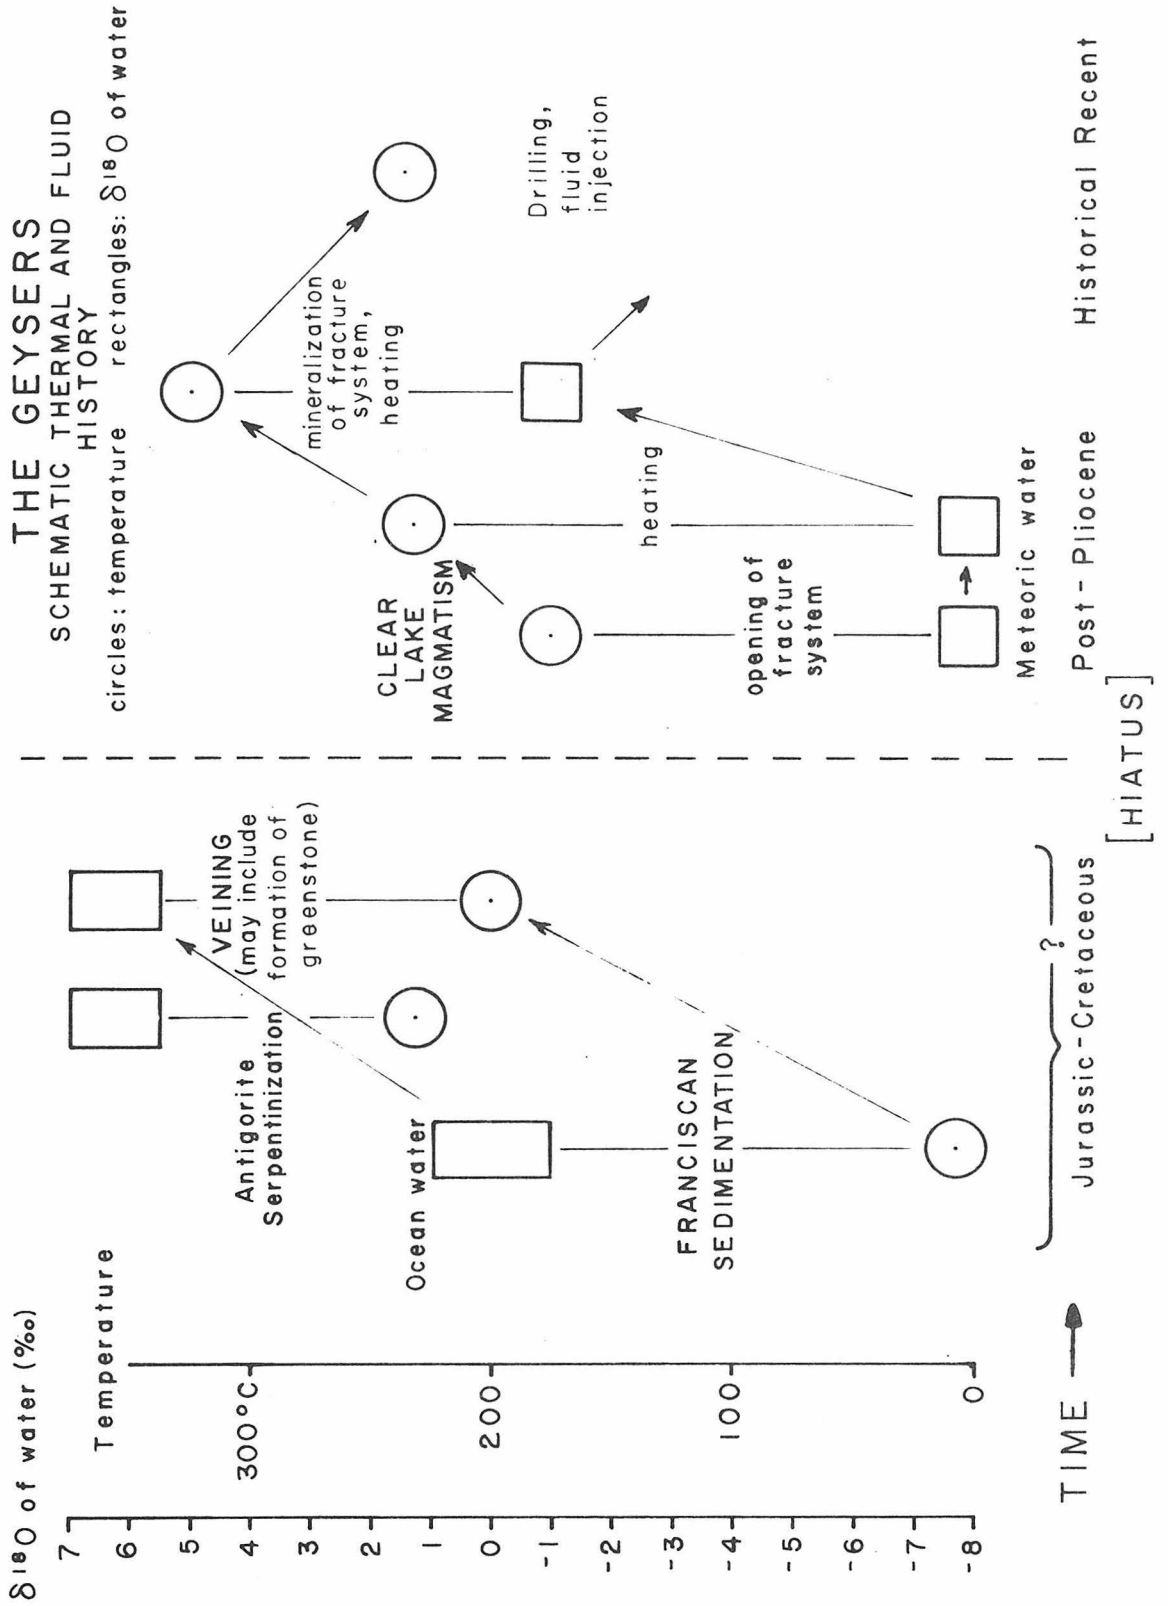 THE GEYSERS
SCHEMATIC THERMAL AND FLUID
HISTORY
circles: temperature rectangles: δ¹⁸O of water
δ¹⁸O of water (‰)
7
6
5
4
3
2
1
0
-1
-2
-3
-4
-5
-6
-7
-8
Temperature
300°C
200
100
0
Antigorite
Serpentinization
VEINING
(may include
formation of
greenstone)
Ocean water
FRANCISCAN
SEDIMENTATION
CLEAR
LAKE
MAGMATISM
mineralization
of fracture
system,
heating
heating
opening of
fracture
system
Drilling,
fluid
injection
Meteoric water
?
TIME
Jurassic-Cretaceous
[HIATUS]
Post-Pliocene
Historical Recent